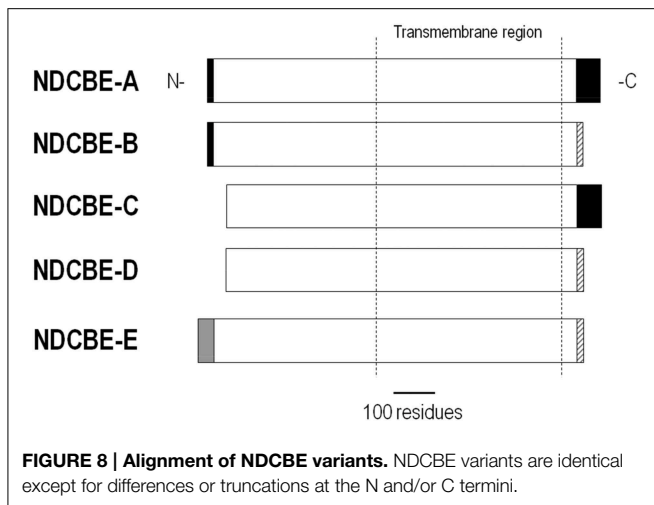 Transmembrane region
NDCBE-A N- -C
NDCBE-B
NDCBE-C
NDCBE-D
NDCBE-E
100 residues
FIGURE 8 | Alignment of NDCBE variants. NDCBE variants are identical
except for differences or truncations at the N and/or C termini.